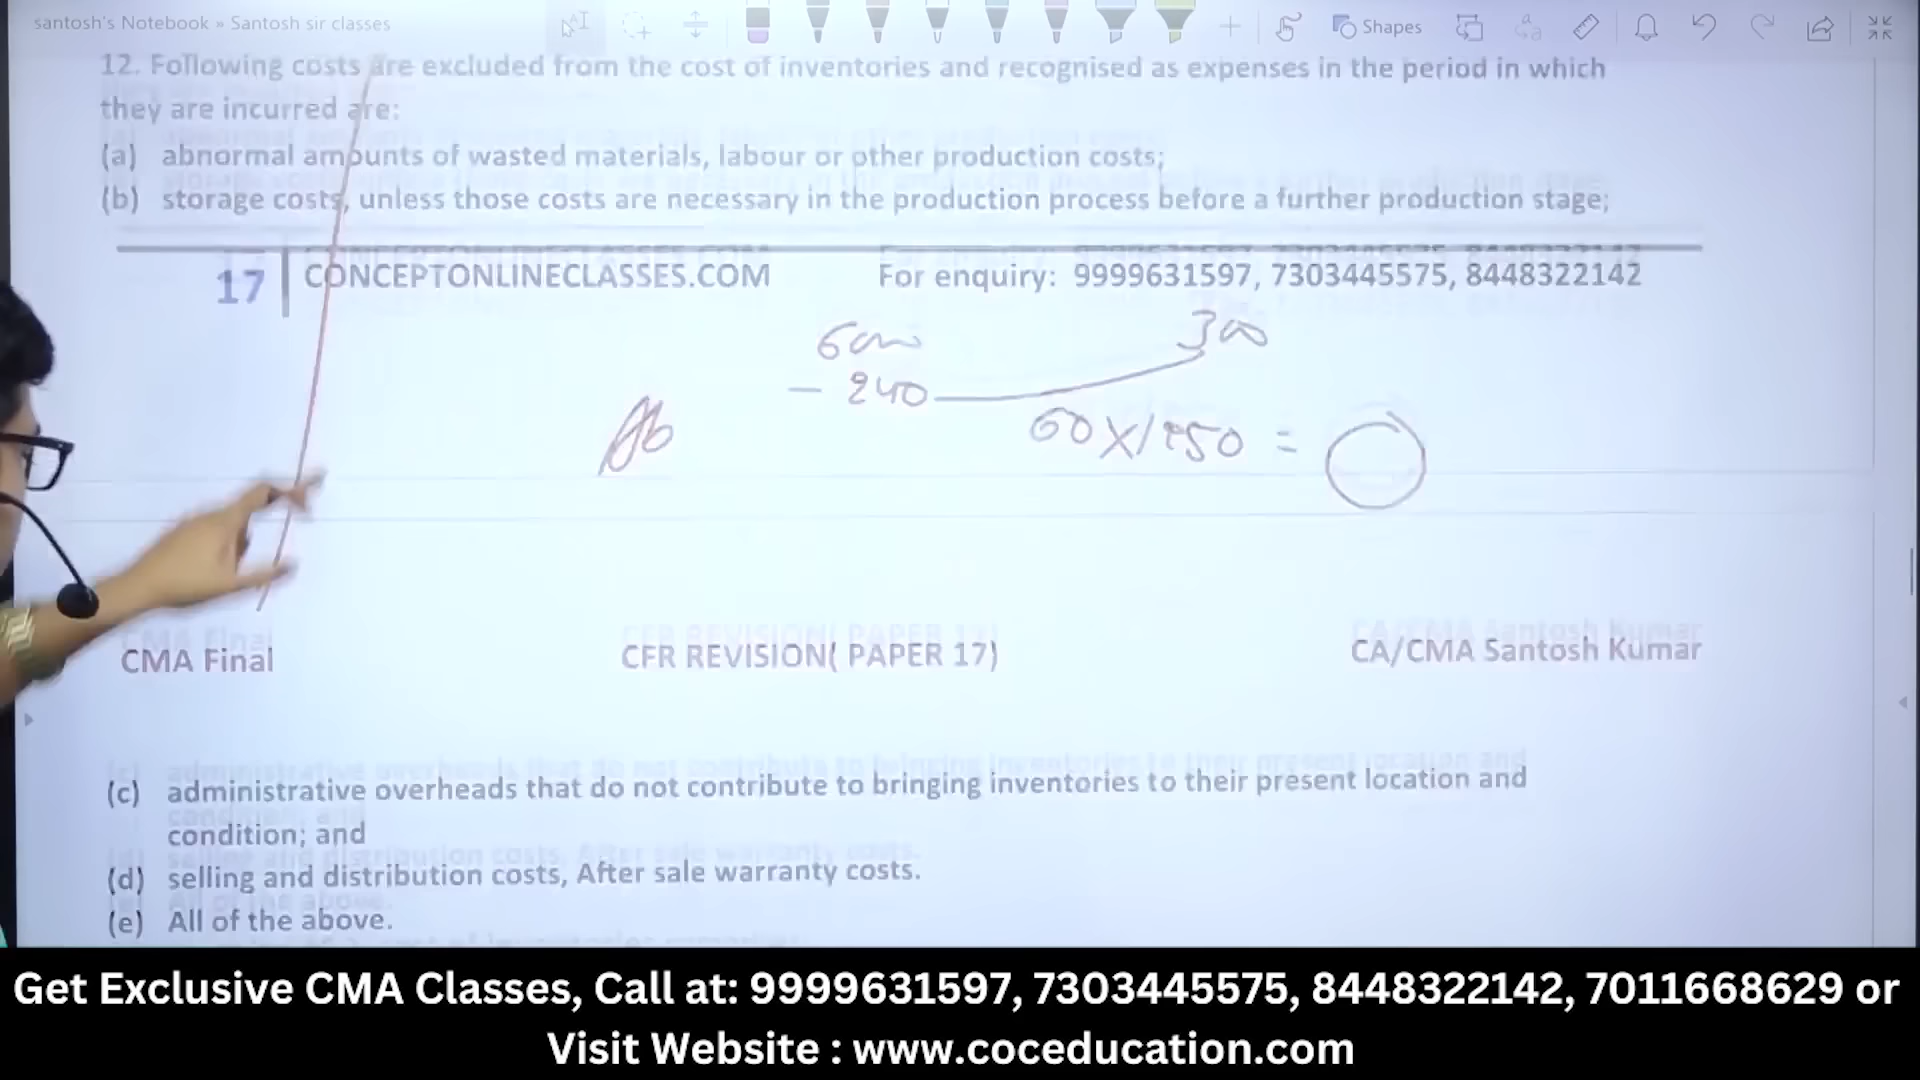 santosh's Notebook » Santosh sir classes
Shapes
12. Following costs are excluded from the cost of inventories and recognised as expenses in the period in which
they are incurred are:
(a) abnormal amounts of wasted materials, labour or other production costs;
(b) storage costs, unless those costs are necessary in the production process before a further production stage;
17 CONCEPTONLINECLASSES.COM For enquiry: 9999631597, 7303445575, 8448322142
300
- 240
Ab
CMA Final CFR REVISION( PAPER 17) CA/CMA Santosh Kumar
(c) administrative overheads that do not contribute to bringing inventories to their present location and
condition; and
(d) selling and distribution costs, After sale warranty costs.
(e) All of the above.
Get Exclusive CMA Classes, Call at: 9999631597, 7303445575, 8448322142, 7011668629 or
Visit Website : www.coceducation.com